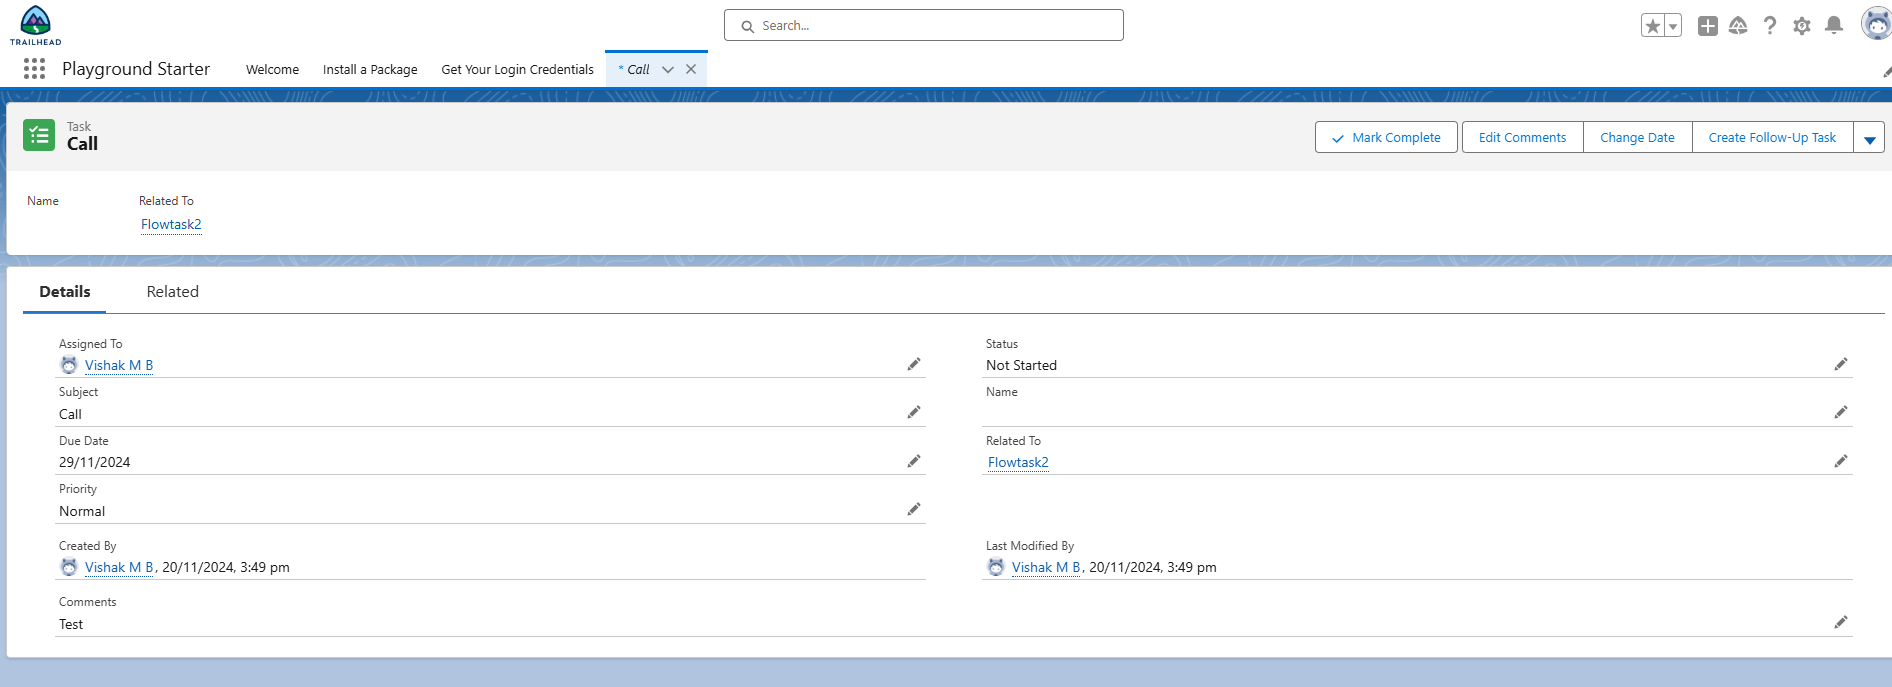 TRAILHEAD
Search...
Playground Starter
Welcome
Install a Package
Get Your Login Credentials
* Call
Task
Call
Mark Complete
Edit Comments
Change Date
Create Follow-Up Task
Name
Related To
Flowtask2
Details
Related
Assigned To
Vishak M B
Status
Not Started
Subject
Call
Name
Due Date
29/11/2024
Related To
Flowtask2
Priority
Normal
Created By
Vishak M B, 20/11/2024, 3:49 pm
Last Modified By
Vishak M B, 20/11/2024, 3:49 pm
Comments
Test